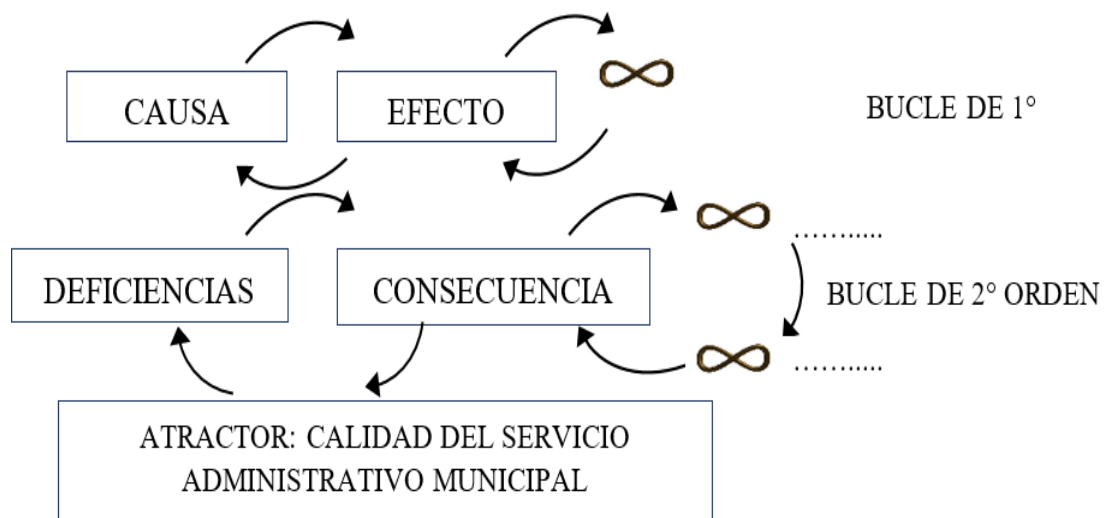 CAUSA
EFECTO
BUCLE DE 1°
DEFICIENCIAS
CONSECUENCIA
...........
BUCLE DE 2° ORDEN
...........
ATRACTOR: CALIDAD DEL SERVICIO
ADMINISTRATIVO MUNICIPAL